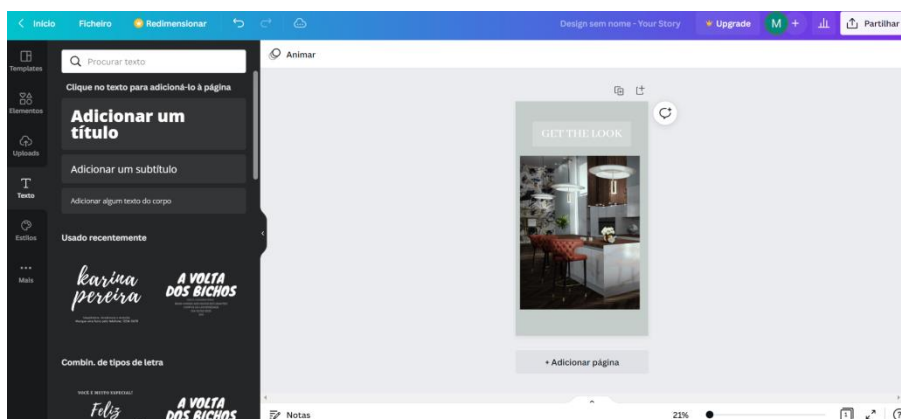 Início Ficheiro Redimensionar Design sem nome - Your Story Upgrade M + Partilhar
Templates
Elementos
Uploads
Texto
Estilos
Mais
Procurar texto
Clique no texto para adicioná-lo à página
Adicionar um
título
Adicionar um subtítulo
Adicionar algum texto do corpo
Usado recentemente
karina
pereira
A VOLTA
DOS BICHOS
Combin. de tipos de letra
VOCÊ É MUITO ESPECIAL!
Feliz
A VOLTA
DOS BICHOS
Animar
GET THE LOOK
+ Adicionar página
Notas
21%
1
?